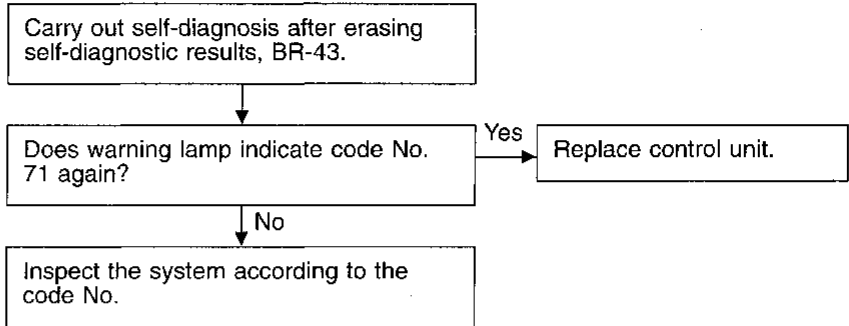 Carry out self-diagnosis after erasing
self-diagnostic results, BR-43.
Does warning lamp indicate code No.
71 again?
Yes
Replace control unit.
No
Inspect the system according to the
code No.